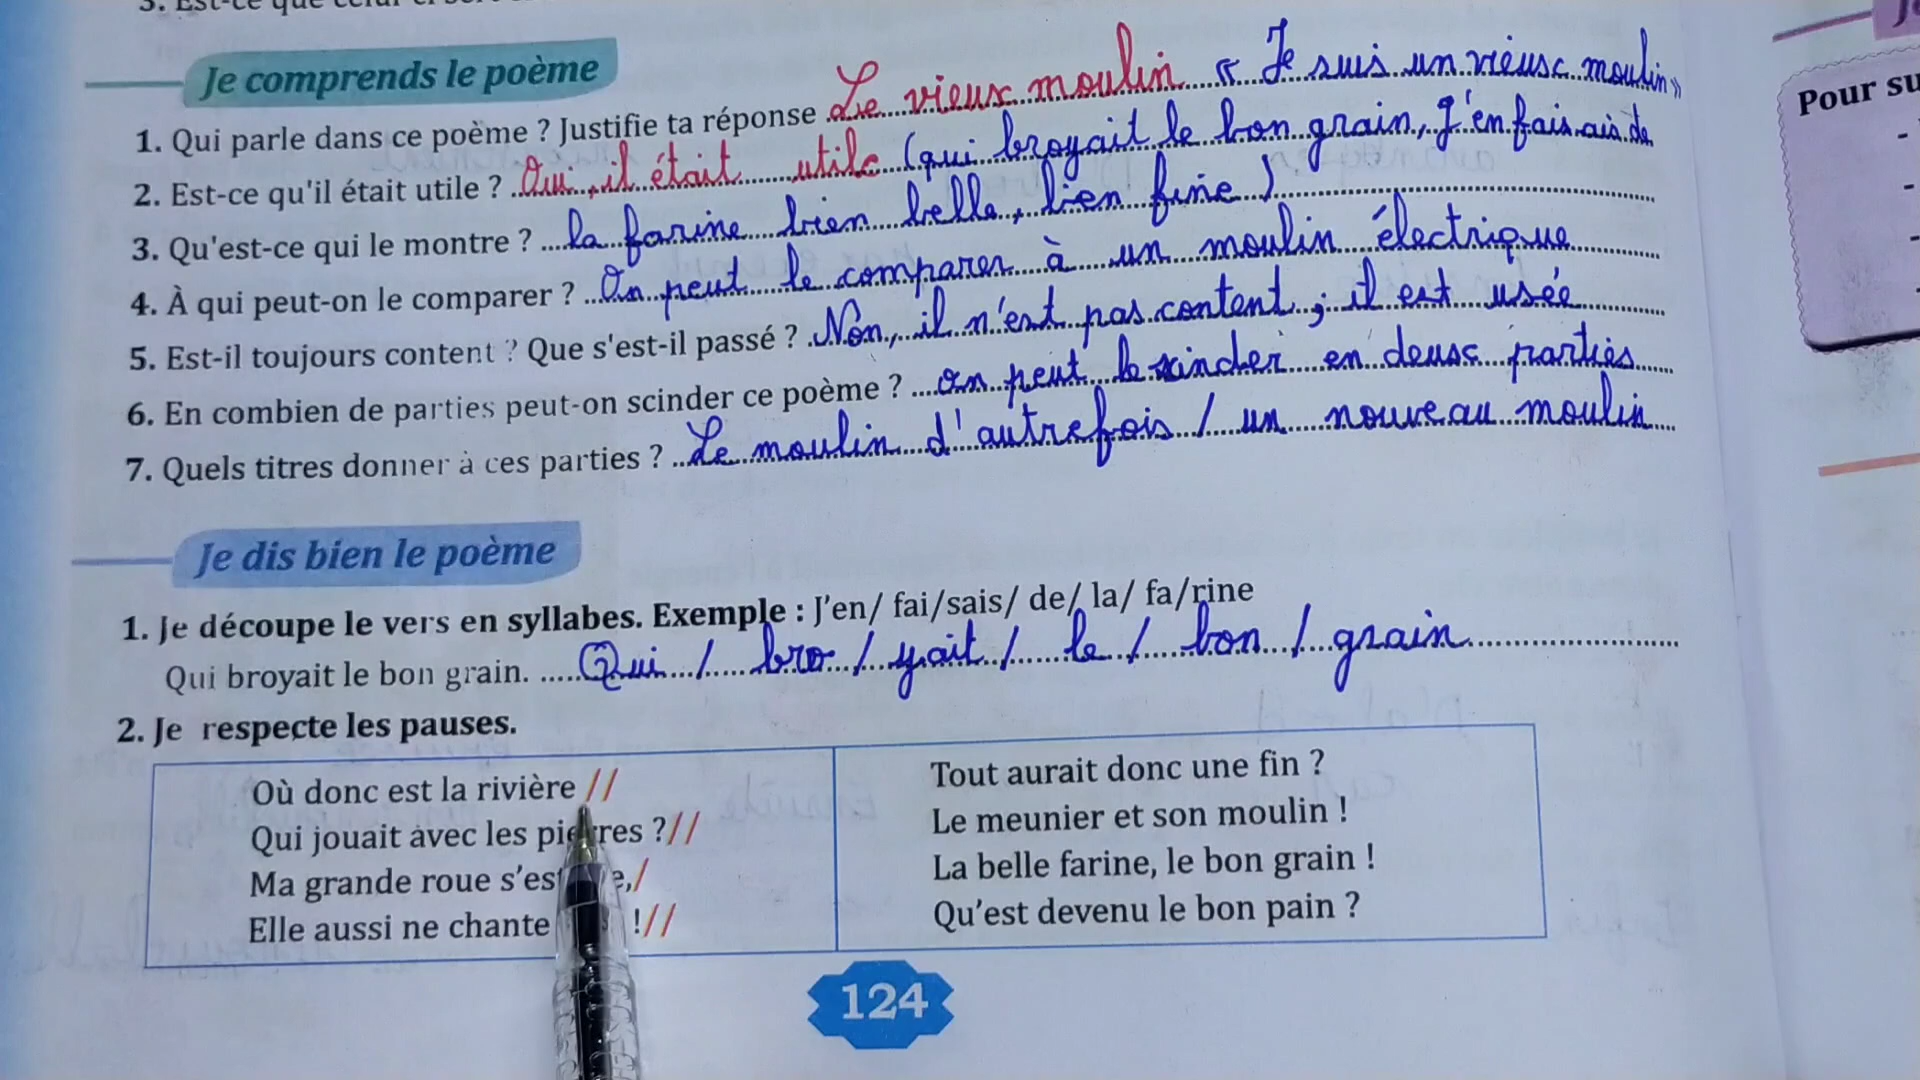 3. Est-ce que celui-ci
Je comprends le poème
1. Qui parle dans ce poème ? Justifie ta réponse Le vieux moulin « Je suis un vieux moulin »
2. Est-ce qu'il était utile ? Oui, il était utile (qui broyait le bon grain, J'en faisais de
3. Qu'est-ce qui le montre ? la farine bien belle, bien fine )
4. À qui peut-on le comparer ? On peut le comparer à un moulin électrique
5. Est-il toujours content ? Que s'est-il passé ? Non, il n'est pas content ; il est usée
6. En combien de parties peut-on scinder ce poème ? on peut le scinder en deux parties
7. Quels titres donner à ces parties ? Le moulin d'autrefois / un nouveau moulin
Je dis bien le poème
1. Je découpe le vers en syllabes. Exemple : J'en/ fai/sais/ de/ la/ fa/rine
Qui broyait le bon grain. Qui / bro / yait / le / bon / grain
2. Je respecte les pauses.
Où donc est la rivière //
Qui jouait avec les pierres ?//
Ma grande roue s'est ,/
Elle aussi ne chante !//
Tout aurait donc une fin ?
Le meunier et son moulin !
La belle farine, le bon grain !
Qu'est devenu le bon pain ?
124
Pour su